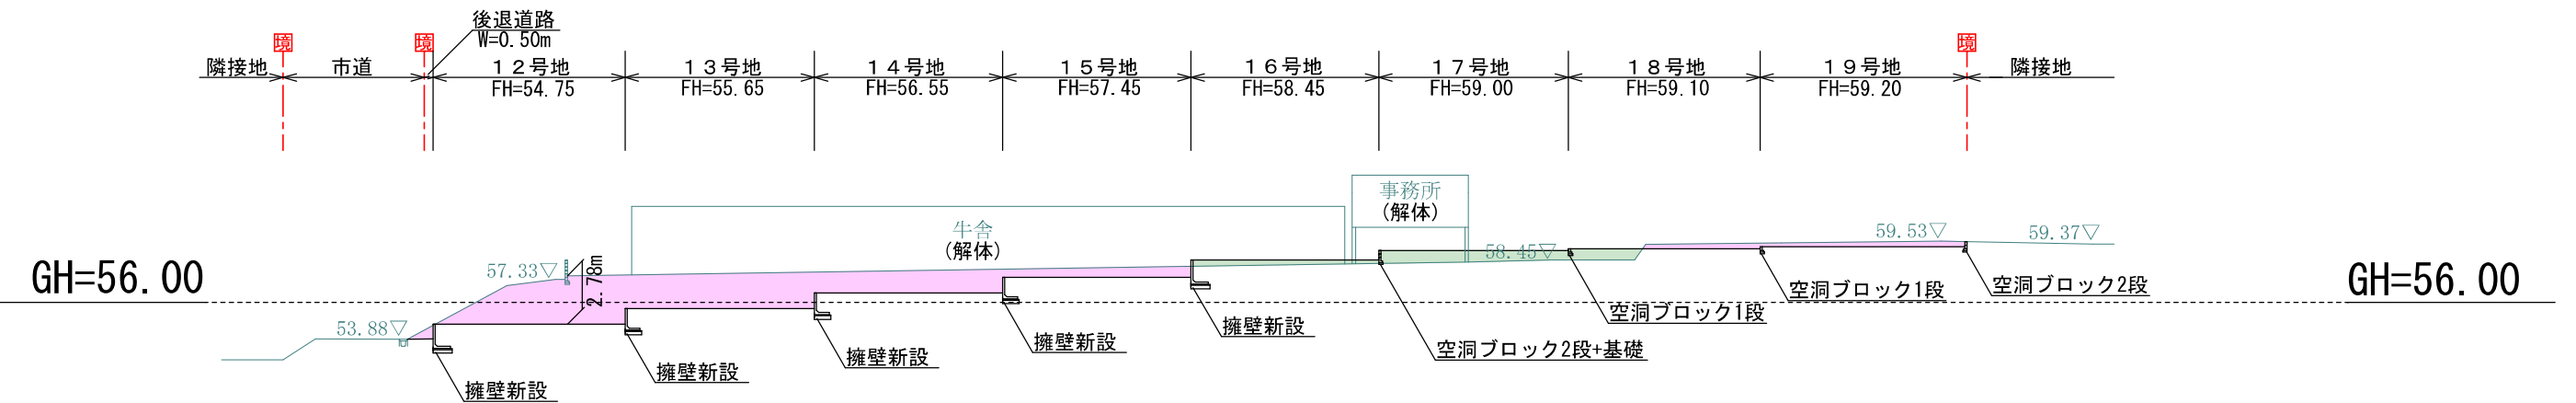 後退道路
W=0.50m
境
境
境
隣接地
市道
12号地
13号地
14号地
15号地
16号地
17号地
18号地
19号地
隣接地
FH=54.75
FH=55.65
FH=56.55
FH=57.45
FH=58.45
FH=59.00
FH=59.10
FH=59.20
事務所
(解体)
牛舎
(解体)
59.53▽
59.37▽
58.45▽
57.33▽
2.78m
GH=56.00
GH=56.00
53.88▽
空洞ブロック2段
空洞ブロック1段
空洞ブロック1段
空洞ブロック2段+基礎
擁壁新設
擁壁新設
擁壁新設
擁壁新設
擁壁新設